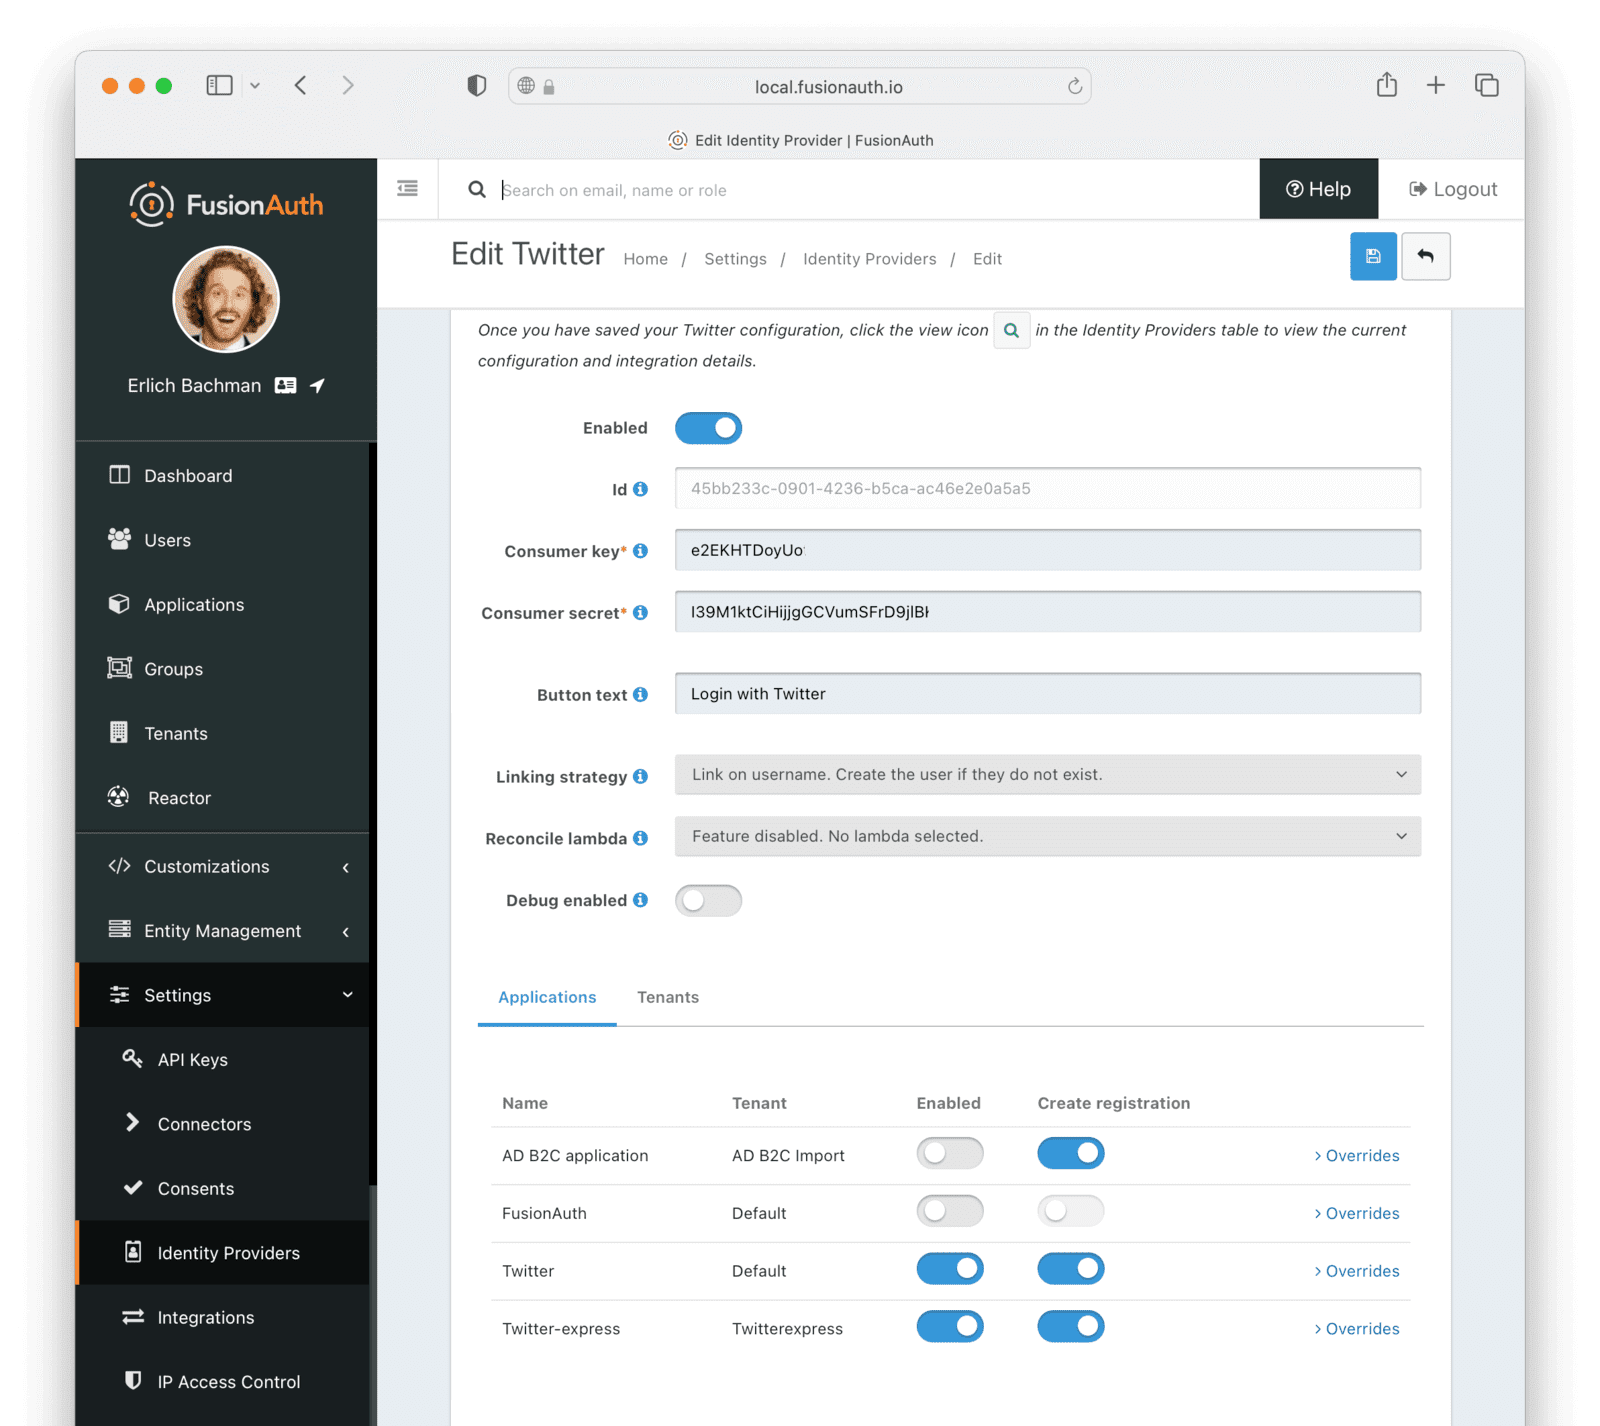 local.fusionauth.io
Edit Identity Provider | FusionAuth
FusionAuth
Search on email, name or role
Help
Logout
Edit Twitter
Home / Settings / Identity Providers / Edit
Erlich Bachman
Dashboard
Users
Applications
Groups
Tenants
Reactor
Customizations
Entity Management
Settings
API Keys
Connectors
Consents
Identity Providers
Integrations
IP Access Control
Once you have saved your Twitter configuration, click the view icon in the Identity Providers table to view the current
configuration and integration details.
Enabled
Id 45bb233c-0901-4236-b5ca-ac46e2e0a5a5
Consumer key* e2EKHTDoyUo
Consumer secret* I39M1ktCiHijjgGCVumSFrD9jlB
Button text Login with Twitter
Linking strategy Link on username. Create the user if they do not exist.
Reconcile lambda Feature disabled. No lambda selected.
Debug enabled
Applications Tenants
Name Tenant Enabled Create registration
AD B2C application AD B2C Import > Overrides
FusionAuth Default > Overrides
Twitter Default > Overrides
Twitter-express Twitterexpress > Overrides